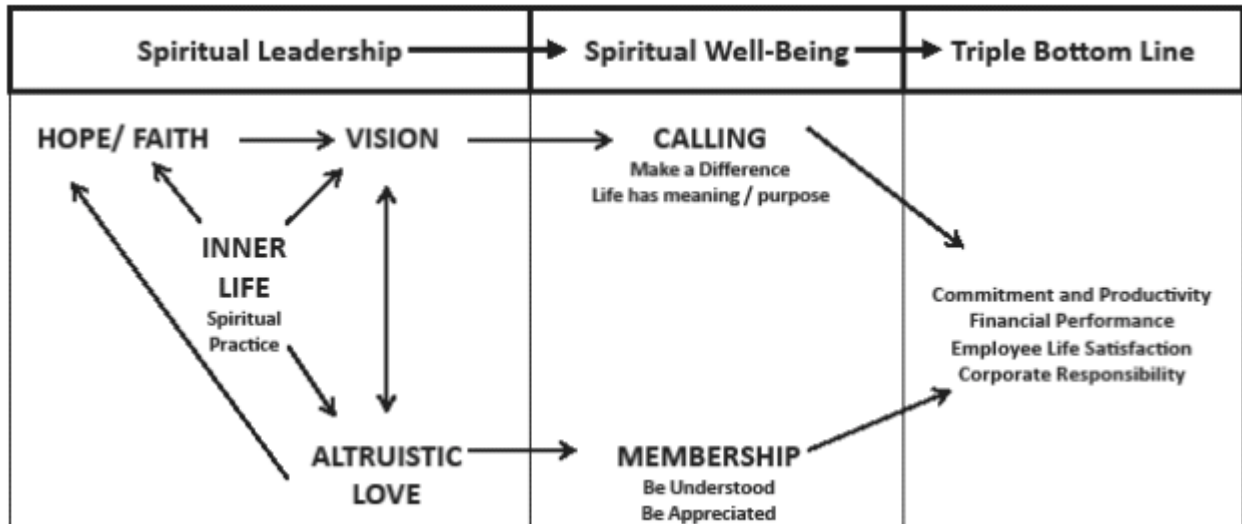 Spiritual Leadership
Spiritual Well-Being
Triple Bottom Line
HOPE/ FAITH
VISION
CALLING
Make a Difference
Life has meaning / purpose
INNER
LIFE
Spiritual
Practice
Commitment and Productivity
Financial Performance
Employee Life Satisfaction
Corporate Responsibility
ALTRUISTIC
LOVE
MEMBERSHIP
Be Understood
Be Appreciated